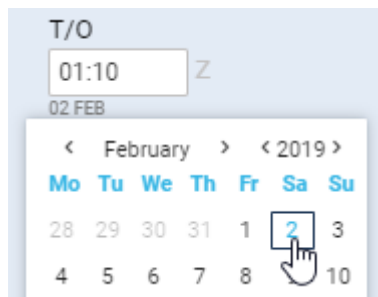 T/O
01:10 Z
02 FEB
‹ February › ‹ 2019 ›
Mo Tu We Th Fr Sa Su
28 29 30 31 1 2 3
4 5 6 7 8 10